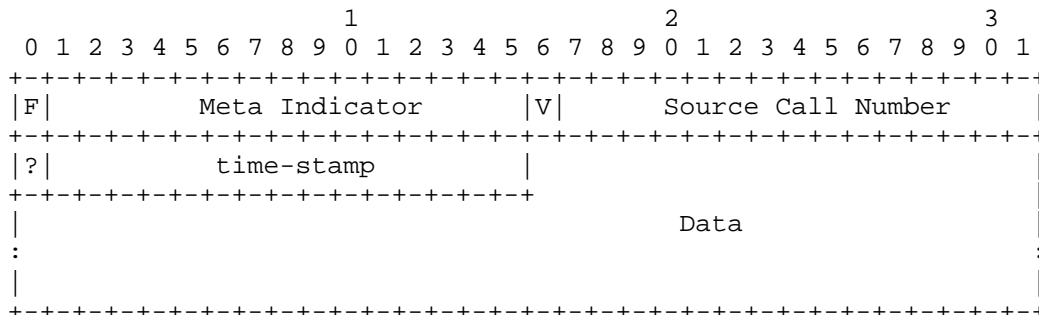 1                   2                   3
 0 1 2 3 4 5 6 7 8 9 0 1 2 3 4 5 6 7 8 9 0 1 2 3 4 5 6 7 8 9 0 1
+-+-+-+-+-+-+-+-+-+-+-+-+-+-+-+-+-+-+-+-+-+-+-+-+-+-+-+-+-+-+-+-+
|F|         Meta Indicator      |V|      Source Call Number     |
+-+-+-+-+-+-+-+-+-+-+-+-+-+-+-+-+-+-+-+-+-+-+-+-+-+-+-+-+-+-+-+-+
|?|          time-stamp         |                               |
+-+-+-+-+-+-+-+-+-+-+-+-+-+-+-+-+                               |
|                                         Data                  |
:                                                               :
|                                                               |
+-+-+-+-+-+-+-+-+-+-+-+-+-+-+-+-+-+-+-+-+-+-+-+-+-+-+-+-+-+-+-+-+